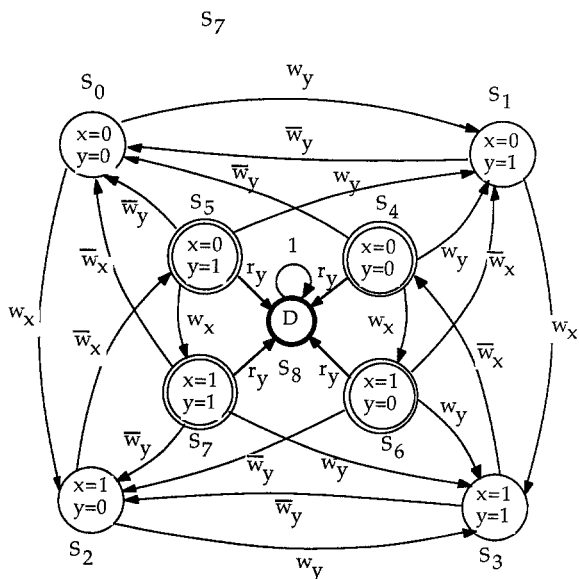 S7
S0
wy
S1
x=0
y=0
w̅y
x=0
y=1
w̅y
wy
S5
S4
w̅y
x=0
y=1
1
x=0
y=0
wy
w̅x
ry
ry
w̅x
wx
wx
D
wx
wx
w̅x
S8
w̅x
x=1
y=1
ry
ry
x=1
y=0
wy
w̅y
S7
w̅y
wy
S6
x=1
y=0
w̅y
x=1
y=1
S2
wy
S3